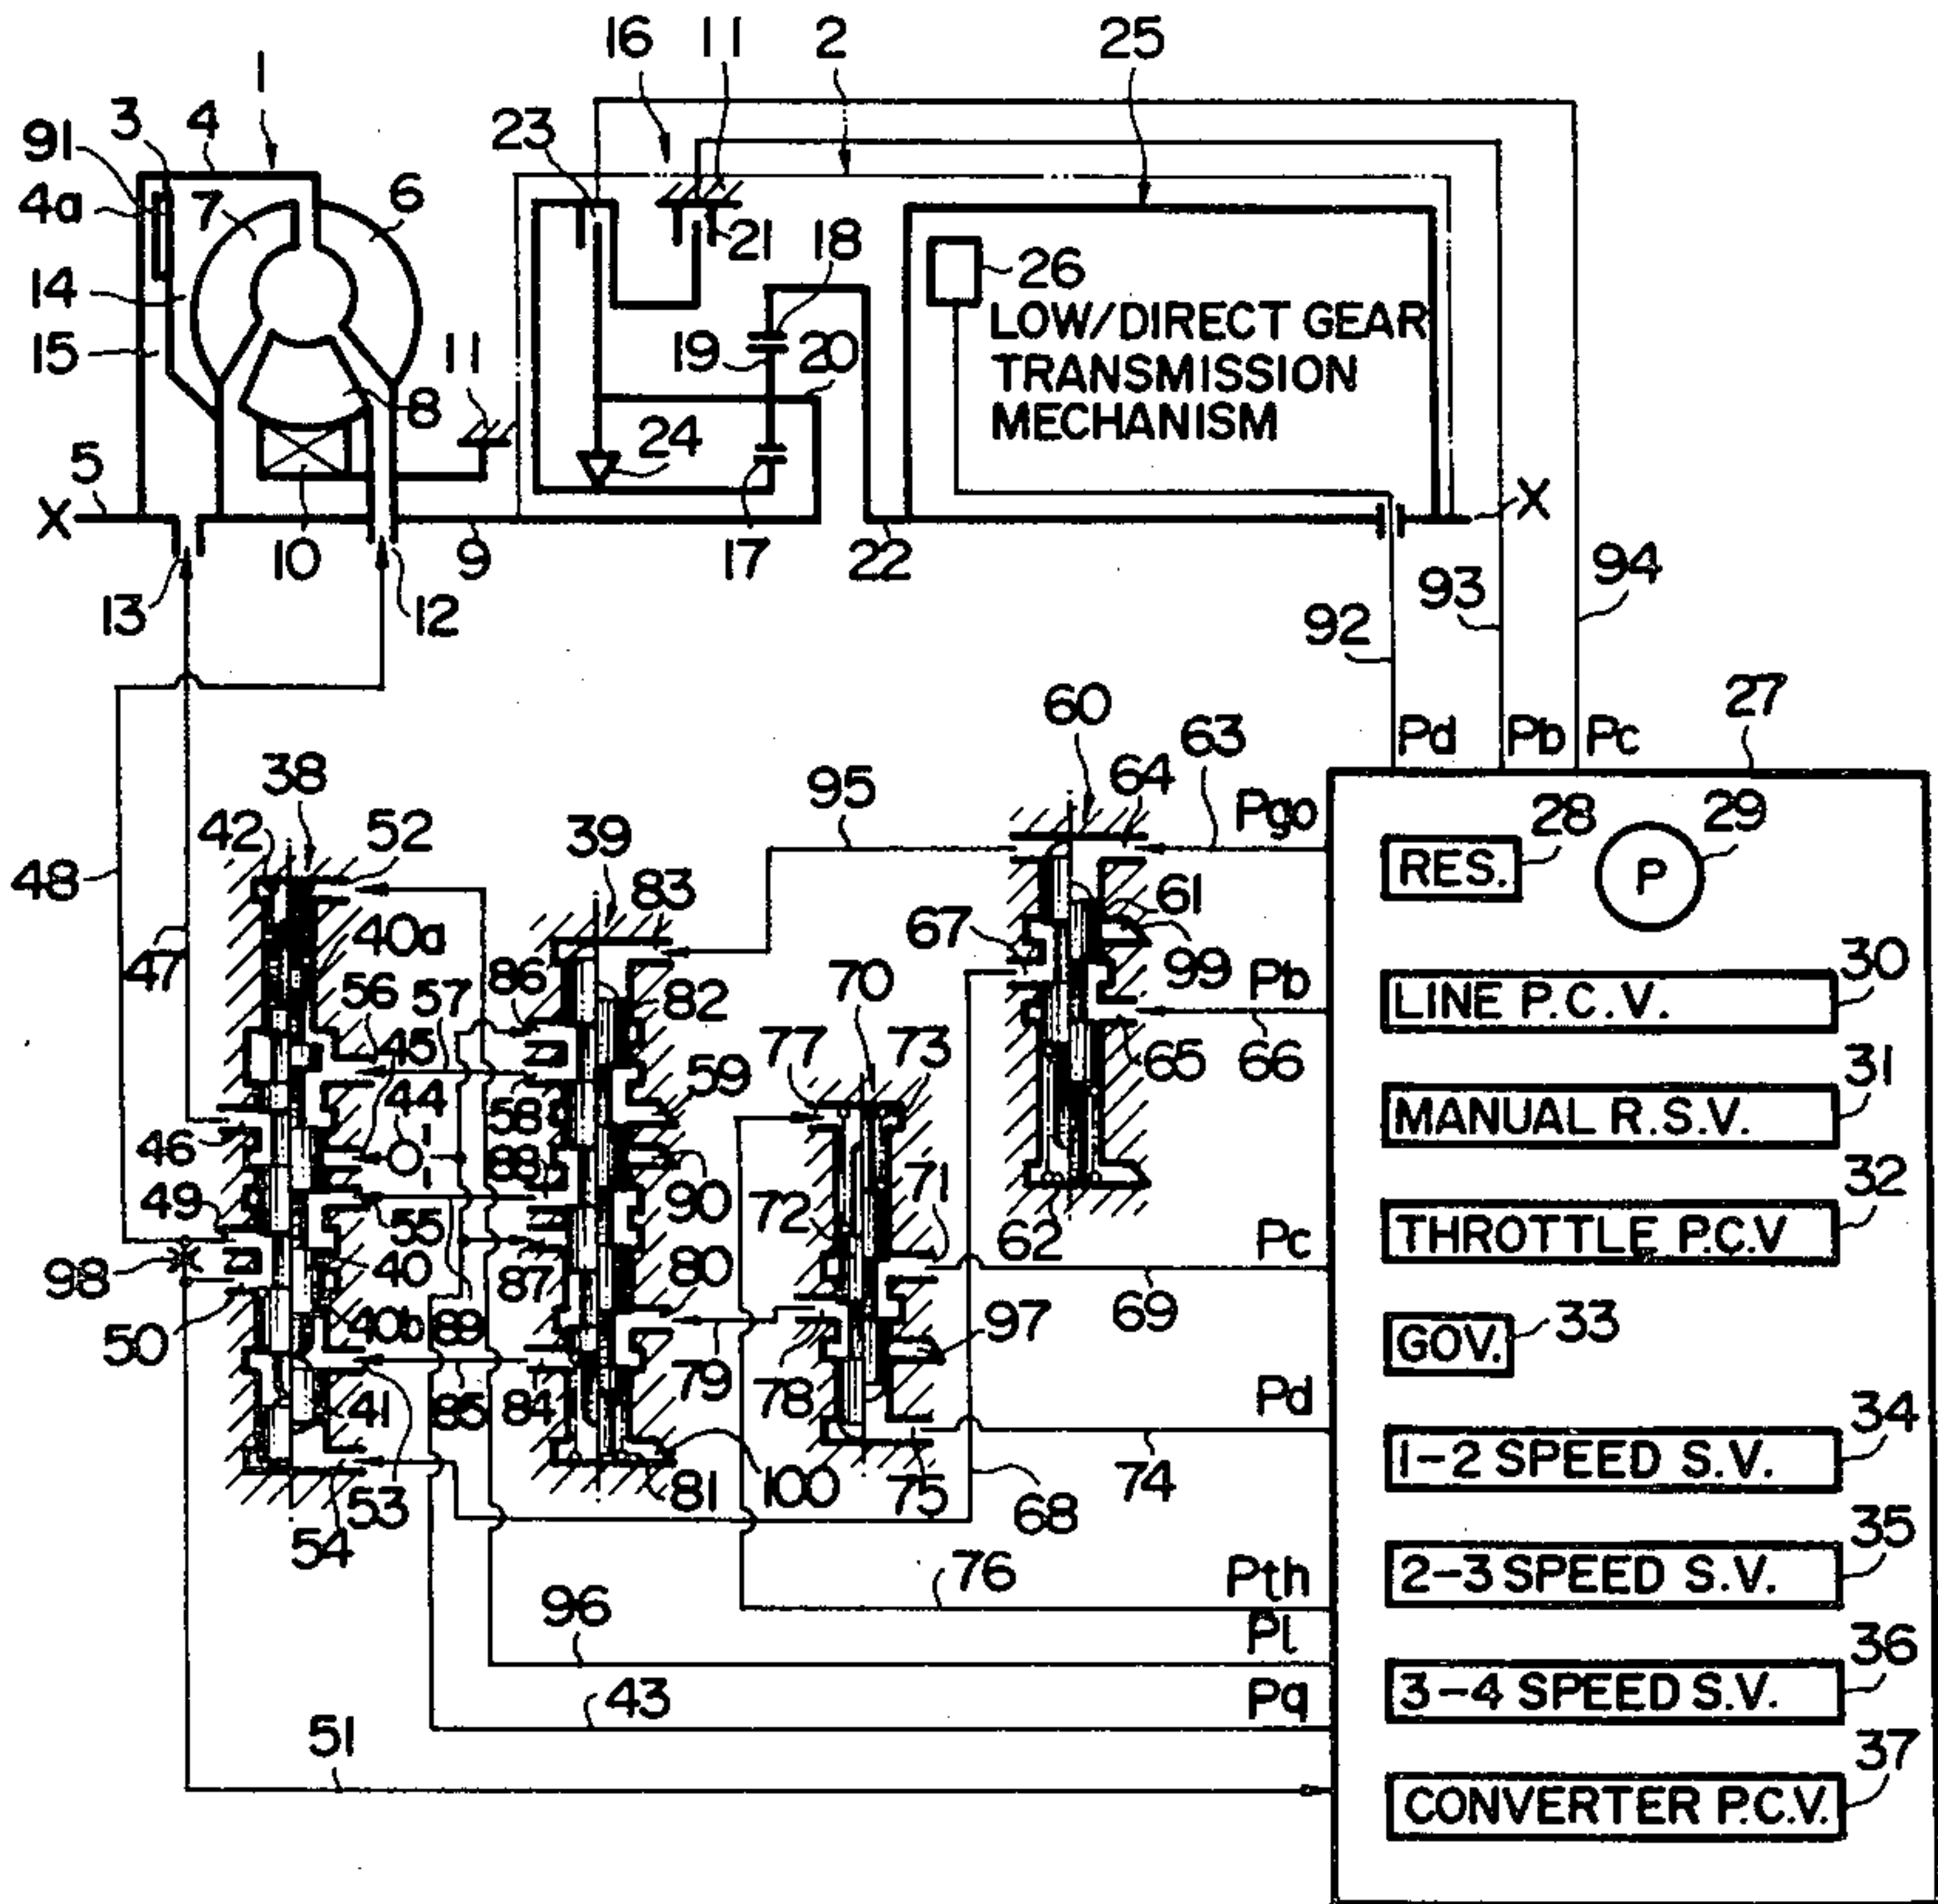 1 16 11 2 25
91 3 4 23
4a 7 6
21 18
14 26
15 11 19 20
LOW/DIRECT GEAR
TRANSMISSION
MECHANISM
8
24
5
X X
10 9 17 22
13 12
92 93 94
27
Pd Pb Pc
60 63
38 95 64
42 52 39 Pgo 28 29
48 83
RES. P
40a 67 61
47 56 57 86 82 70 99 Pb 30
LINE P.C.V.
45 77 73 65 66
44 58 59 31
MANUAL R.S.V.
46 88 71
49 55 90 72 62 32
THROTTLE P.C.V
98 40 87 80 Pc
69
50 40b 89 97 33
GOV.
79 78 Pd
41 85 84 34
1-2 SPEED S.V.
53 81 100 75 74
54 68 35
2-3 SPEED S.V.
76 Pth
96 Pl 36
3-4 SPEED S.V.
43 Pq
51 37
CONVERTER P.C.V.